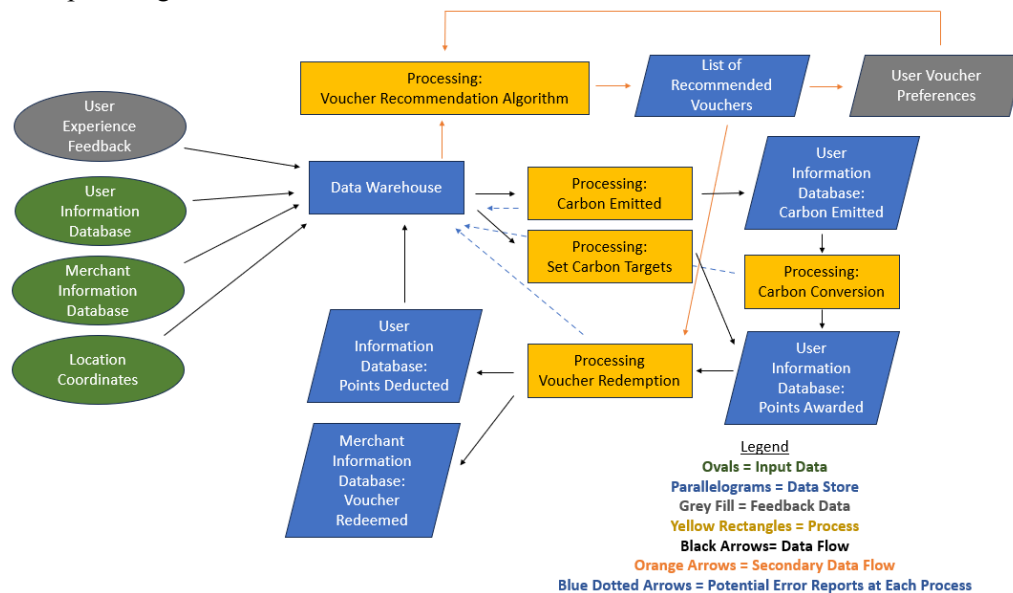 Processing:
Voucher Recommendation Algorithm
List of
Recommended
Vouchers
User Voucher
Preferences
User
Experience
Feedback
User
Information
Database
Merchant
Information
Database
Location
Coordinates
Data Warehouse
Processing:
Carbon Emitted
User
Information
Database:
Carbon Emitted
Processing:
Set Carbon Targets
Processing:
Carbon Conversion
User
Information
Database:
Points Deducted
Processing
Voucher Redemption
User
Information
Database:
Points Awarded
Merchant
Information
Database:
Voucher
Redeemed
Legend
Ovals = Input Data
Parallelograms = Data Store
Grey Fill = Feedback Data
Yellow Rectangles = Process
Black Arrows= Data Flow
Orange Arrows = Secondary Data Flow
Blue Dotted Arrows = Potential Error Reports at Each Process